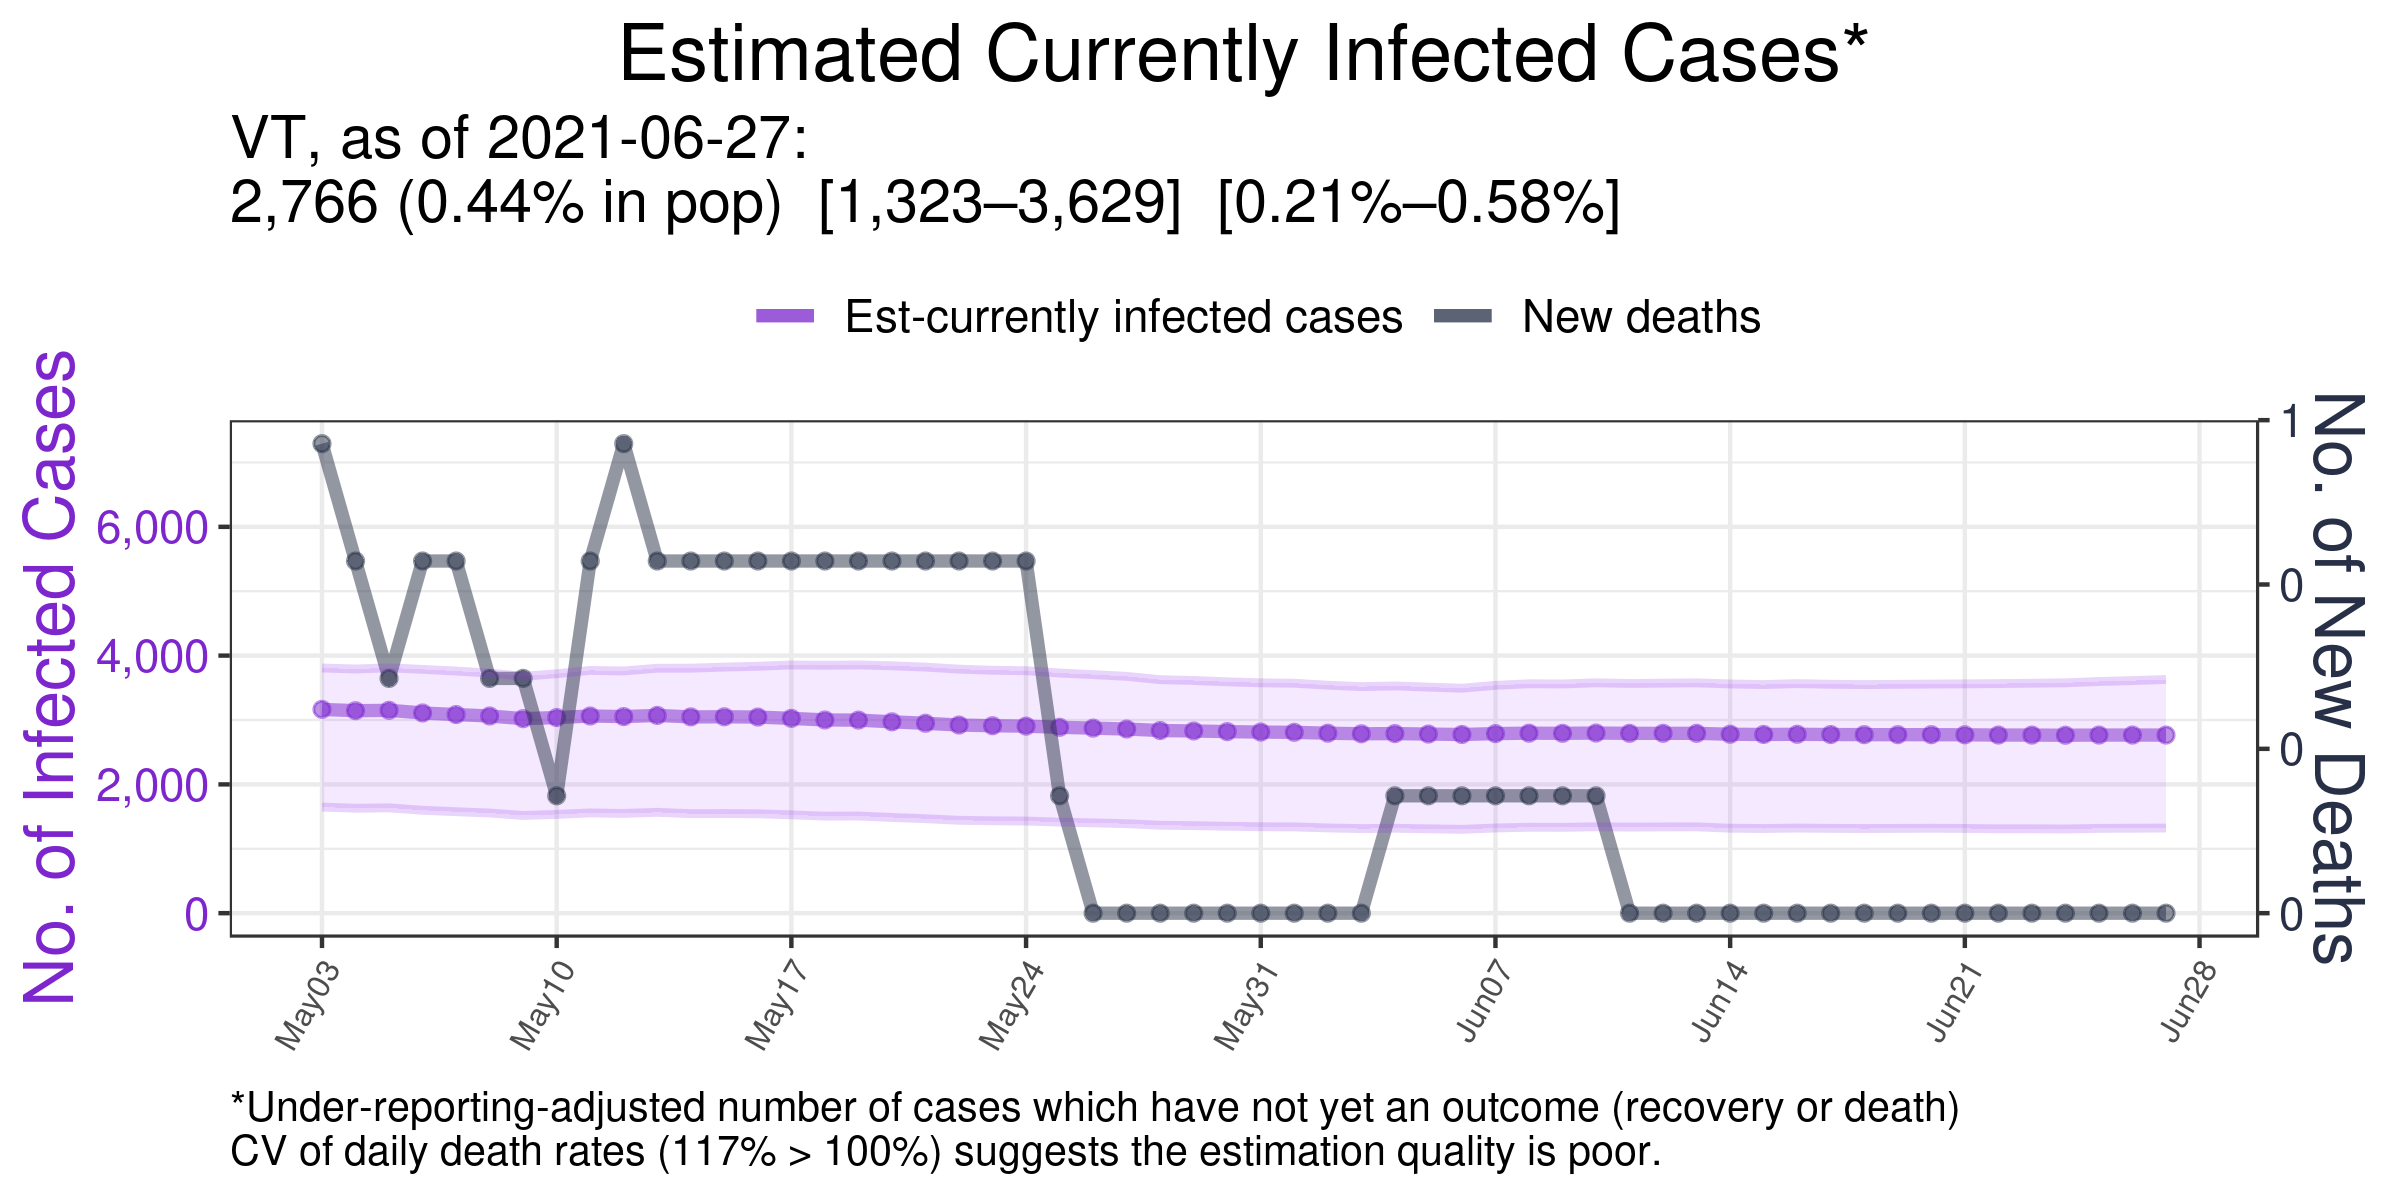 Estimated Currently Infected Cases*
VT, as of 2021-06-27:
2,766 (0.44% in pop) [1,323–3,629] [0.21%–0.58%]
Est-currently infected cases
New deaths
No. of Infected Cases
6,000
4,000
2,000
0
1
0
0
0
No. of New Deaths
May03
May10
May17
May24
May31
Jun07
Jun14
Jun21
Jun28
*Under-reporting-adjusted number of cases which have not yet an outcome (recovery or death)
CV of daily death rates (117% > 100%) suggests the estimation quality is poor.